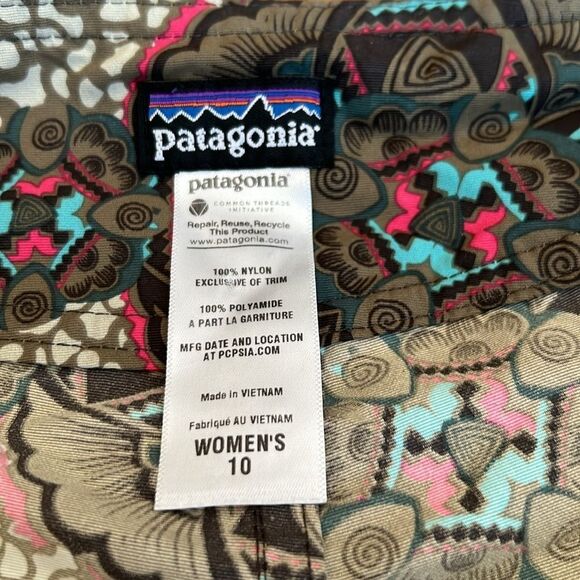 patagonia
patagonia
COMMON THREADS
INITIATIVE
Repair, Reuse, Recycle
This Product
www.patagonia.com
100% NYLON
EXCLUSIVE OF TRIM
100% POLYAMIDE
A PART LA GARNITURE
MFG DATE AND LOCATION
AT PCPSIA.COM
Made in VIETNAM
Fabriqué AU VIETNAM
WOMEN'S
10